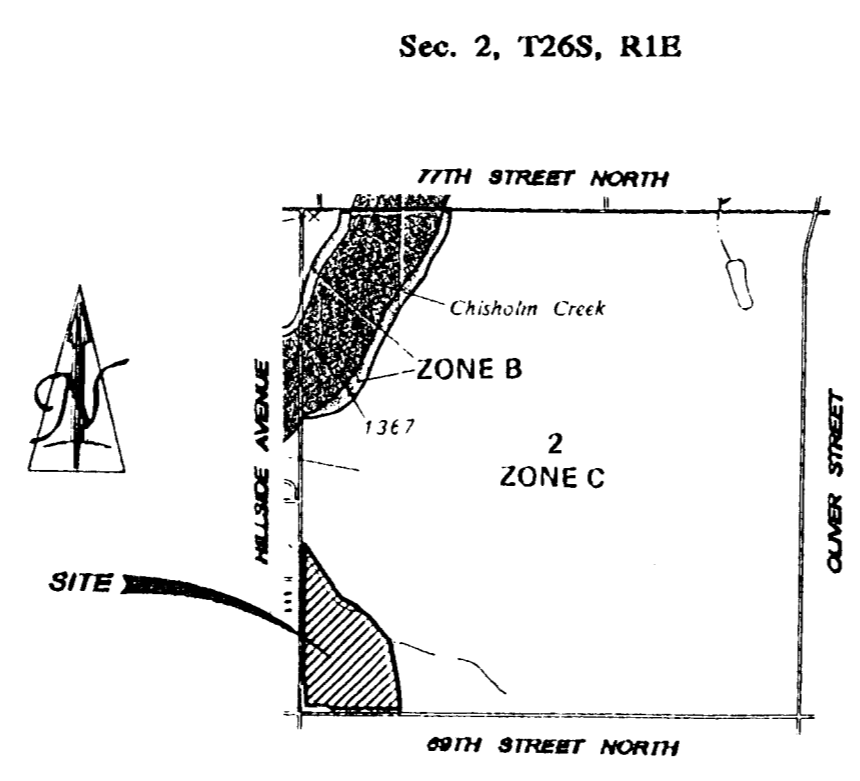 Sec. 2, T26S, R1E
77TH STREET NORTH
Chisholm Creek
ZONE B
1367
HILLSIDE AVENUE
2
ZONE C
OLIVER STREET
N
SITE
69TH STREET NORTH